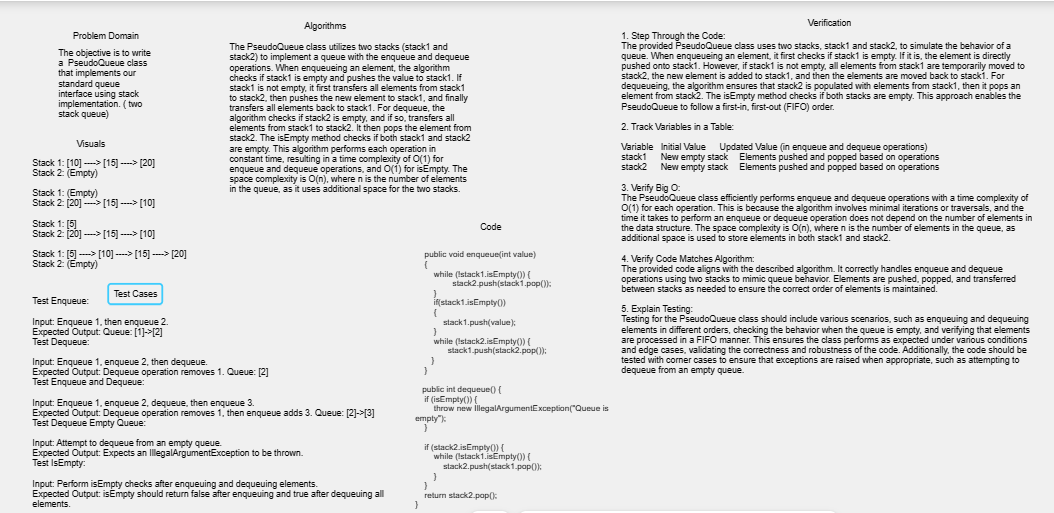 Problem Domain
The objective is to write
a PseudoQueue class
that implements our
standard queue
interface using stack
implementation. ( two
stack queue)
Visuals
Stack 1: [10] ----> [15] ----> [20]
Stack 2: (Empty)
Stack 1: (Empty)
Stack 2: [20] ----> [15] ----> [10]
Stack 1: [5]
Stack 2: [20] ----> [15] ----> [10]
Stack 1: [5] ----> [10] ----> [15] ----> [20]
Stack 2: (Empty)
Test Cases
Test Enqueue:
Input: Enqueue 1, then enqueue 2.
Expected Output: Queue: [1]->[2]
Test Dequeue:
Input: Enqueue 1, enqueue 2, then dequeue.
Expected Output: Dequeue operation removes 1. Queue: [2]
Test Enqueue and Dequeue:
Input: Enqueue 1, enqueue 2, dequeue, then enqueue 3.
Expected Output: Dequeue operation removes 1, then enqueue adds 3. Queue: [2]->[3]
Test Dequeue Empty Queue:
Input: Attempt to dequeue from an empty queue.
Expected Output: Expects an IllegalArgumentException to be thrown.
Test IsEmpty:
Input: Perform isEmpty checks after enqueuing and dequeuing elements.
Expected Output: isEmpty should return false after enqueuing and true after dequeuing all
elements.
Algorithms
The PseudoQueue class utilizes two stacks (stack1 and
stack2) to implement a queue with the enqueue and dequeue
operations. When enqueueing an element, the algorithm
checks if stack1 is empty and pushes the value to stack1. If
stack1 is not empty, it first transfers all elements from stack1
to stack2, then pushes the new element to stack1, and finally
transfers all elements back to stack1. For dequeue, the
algorithm checks if stack2 is empty, and if so, transfers all
elements from stack1 to stack2. It then pops the element from
stack2. The isEmpty method checks if both stack1 and stack2
are empty. This algorithm performs each operation in
constant time, resulting in a time complexity of O(1) for
enqueue and dequeue operations, and O(1) for isEmpty. The
space complexity is O(n), where n is the number of elements
in the queue, as it uses additional space for the two stacks.
Code
public void enqueue(int value)
{
while (!stack1.isEmpty()) {
stack2.push(stack1.pop());
}
if(stack1.isEmpty())
{
stack1.push(value);
}
while (!stack2.isEmpty()) {
stack1.push(stack2.pop());
}
}
public int dequeue() {
if (isEmpty()) {
throw new IllegalArgumentException("Queue is
empty");
}
if (stack2.isEmpty()) {
while (!stack1.isEmpty()) {
stack2.push(stack1.pop());
}
}
return stack2.pop();
}
Verification
1. Step Through the Code:
The provided PseudoQueue class uses two stacks, stack1 and stack2, to simulate the behavior of a
queue. When enqueueing an element, it first checks if stack1 is empty. If it is, the element is directly
pushed onto stack1. However, if stack1 is not empty, all elements from stack1 are temporarily moved to
stack2, the new element is added to stack1, and then the elements are moved back to stack1. For
dequeueing, the algorithm ensures that stack2 is populated with elements from stack1, then it pops an
element from stack2. The isEmpty method checks if both stacks are empty. This approach enables the
PseudoQueue to follow a first-in, first-out (FIFO) order.
2. Track Variables in a Table:
Variable Initial Value Updated Value (in enqueue and dequeue operations)
stack1 New empty stack Elements pushed and popped based on operations
stack2 New empty stack Elements pushed and popped based on operations
3. Verify Big O:
The PseudoQueue class efficiently performs enqueue and dequeue operations with a time complexity of
O(1) for each operation. This is because the algorithm involves minimal iterations or traversals, and the
time it takes to perform an enqueue or dequeue operation does not depend on the number of elements in
the data structure. The space complexity is O(n), where n is the number of elements in the queue, as
additional space is used to store elements in both stack1 and stack2.
4. Verify Code Matches Algorithm:
The provided code aligns with the described algorithm. It correctly handles enqueue and dequeue
operations using two stacks to mimic queue behavior. Elements are pushed, popped, and transferred
between stacks as needed to ensure the correct order of elements is maintained.
5. Explain Testing:
Testing for the PseudoQueue class should include various scenarios, such as enqueuing and dequeuing
elements in different orders, checking the behavior when the queue is empty, and verifying that elements
are processed in a FIFO manner. This ensures the class performs as expected under various conditions
and edge cases, validating the correctness and robustness of the code. Additionally, the code should be
tested with corner cases to ensure that exceptions are raised when appropriate, such as attempting to
dequeue from an empty queue.